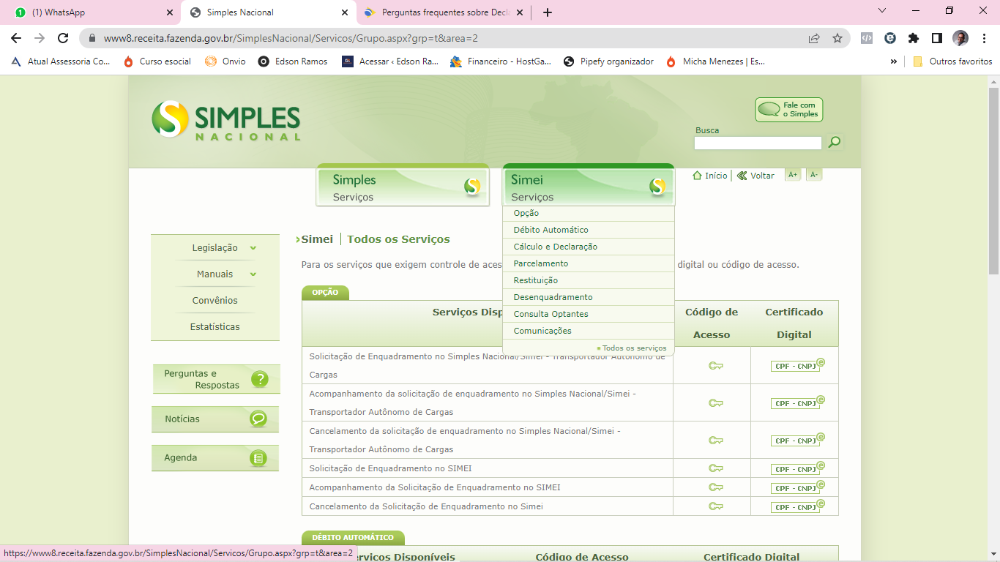 (1) WhatsApp
Simples Nacional
Perguntas frequentes sobre Decla
www8.receita.fazenda.gov.br/SimplesNacional/Servicos/Grupo.aspx?grp=t&area=2
Atual Assessoria Co...
Curso esocial
Onvio
Edson Ramos
Acessar ‹ Edson Ra...
Financeiro - HostGa...
Pipefy organizador
Micha Menezes | Es...
»
Outros favoritos
SIMPLES
NACIONAL
Fale com
o Simples
Busca
Simples
Serviços
Simei
Serviços
Início
Voltar
A+
A-
Opção
Débito Automático
Cálculo e Declaração
Parcelamento
Restituição
Desenquadramento
Consulta Optantes
Comunicações
Todos os serviços
Legislação
Manuais
Convênios
Estatísticas
Perguntas e
Respostas
?
Notícias
Agenda
Simei | Todos os Serviços
Para os serviços que exigem controle de aces
digital ou código de acesso.
OPÇÃO
Serviços Disp
Código de
Acesso
Certificado
Digital
Solicitação de Enquadramento no Simples Nacional/Simei - Transportador Autônomo de
Cargas
CPF - CNPJ e
Acompanhamento da solicitação de enquadramento no Simples Nacional/Simei -
Transportador Autônomo de Cargas
CPF - CNPJ e
Cancelamento da solicitação de enquadramento no Simples Nacional/Simei -
Transportador Autônomo de Cargas
CPF - CNPJ e
Solicitação de Enquadramento no SIMEI
CPF - CNPJ e
Acompanhamento da Solicitação de Enquadramento no SIMEI
CPF - CNPJ e
Cancelamento da Solicitação de Enquadramento no Simei
CPF - CNPJ e
DÉBITO AUTOMÁTICO
erviços Disponíveis
Código de Acesso
Certificado Digital
https://www8.receita.fazenda.gov.br/SimplesNacional/Servicos/Grupo.aspx?grp=t&area=2